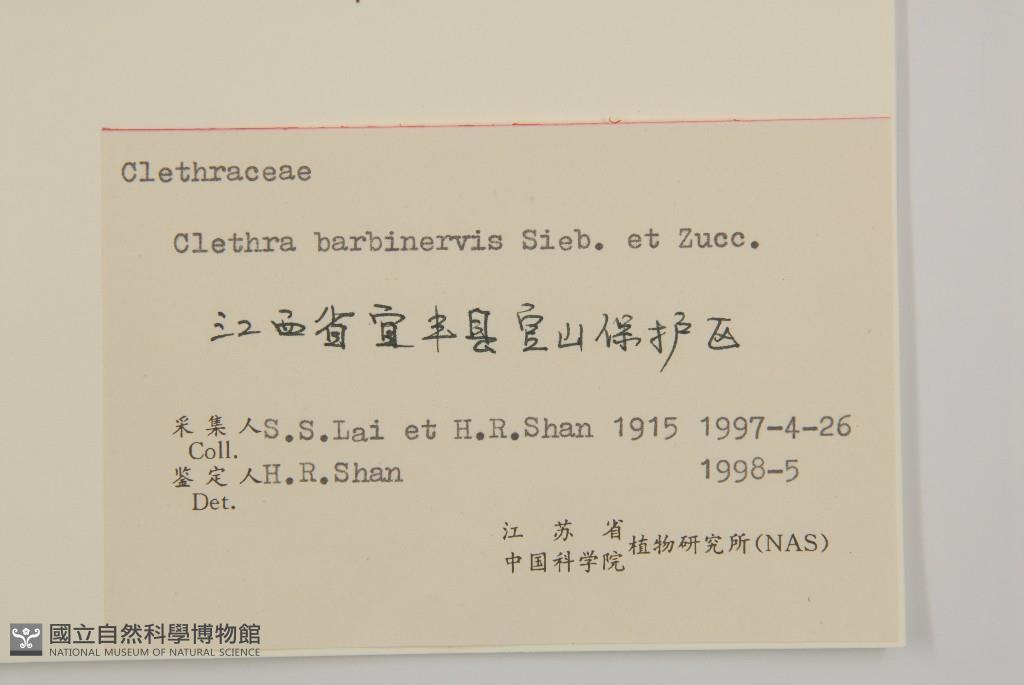 Clethraceae
Clethra barbinervis Sieb. et Zucc.
江西省宜丰县官山保护区
采集人 S.S.Lai et H.R.Shan 1915 1997-4-26
Coll.
鉴定人 H.R.Shan 1998-5
Det.
江苏省
中国科学院 植物研究所(NAS)
國立自然科學博物館
NATIONAL MUSEUM OF NATURAL SCIENCE